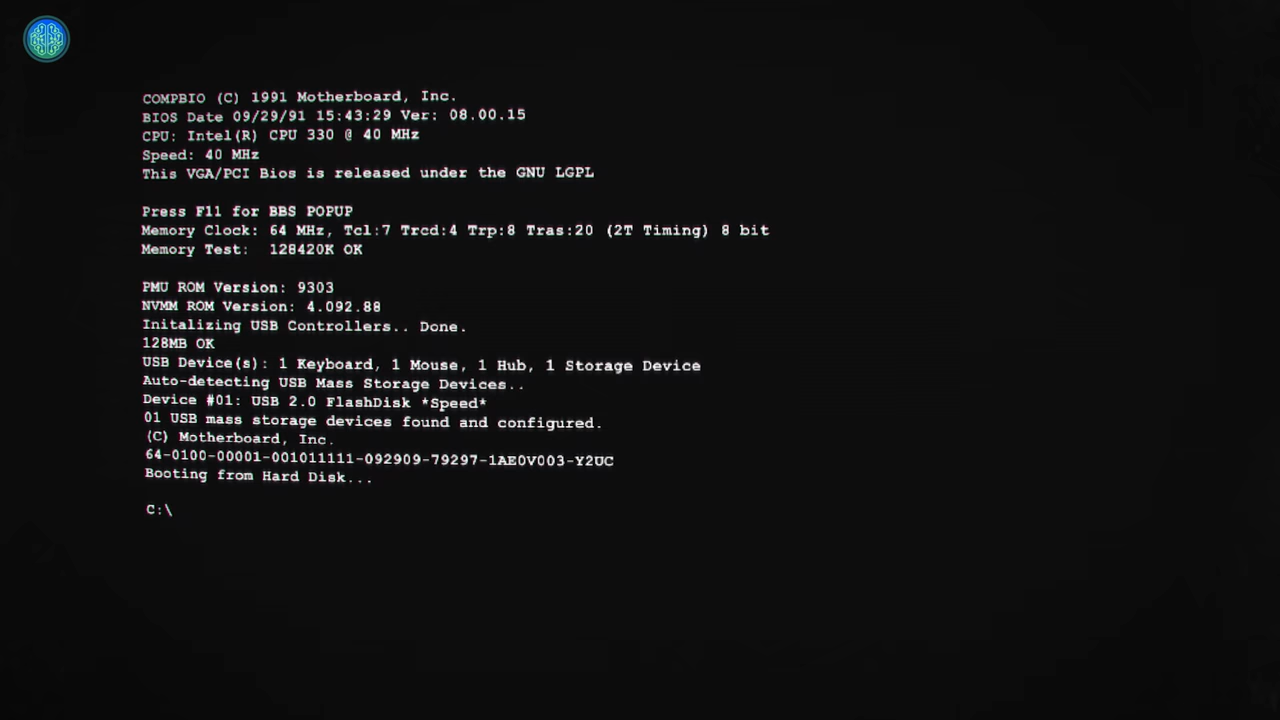 COMPBIO (C) 1991 Motherboard, Inc.
BIOS Date 09/29/91 15:43:29 Ver: 08.00.15
CPU: Intel(R) CPU 330 @ 40 MHz
Speed: 40 MHz
This VGA/PCI Bios is released under the GNU LGPL
Press F11 for BBS POPUP
Memory Clock: 64 MHz, Tcl:7 Trcd:4 Trp:8 Tras:20 (2T Timing) 8 bit
Memory Test: 128420K OK
PMU ROM Version: 9303
NVMM ROM Version: 4.092.88
Initalizing USB Controllers.. Done.
128MB OK
USB Device(s): 1 Keyboard, 1 Mouse, 1 Hub, 1 Storage Device
Auto-detecting USB Mass Storage Devices..
Device #01: USB 2.0 FlashDisk *Speed*
01 USB mass storage devices found and configured.
(C) Motherboard, Inc.
64-0100-00001-001011111-092909-79297-1AE0V003-Y2UC
Booting from Hard Disk...
C:\